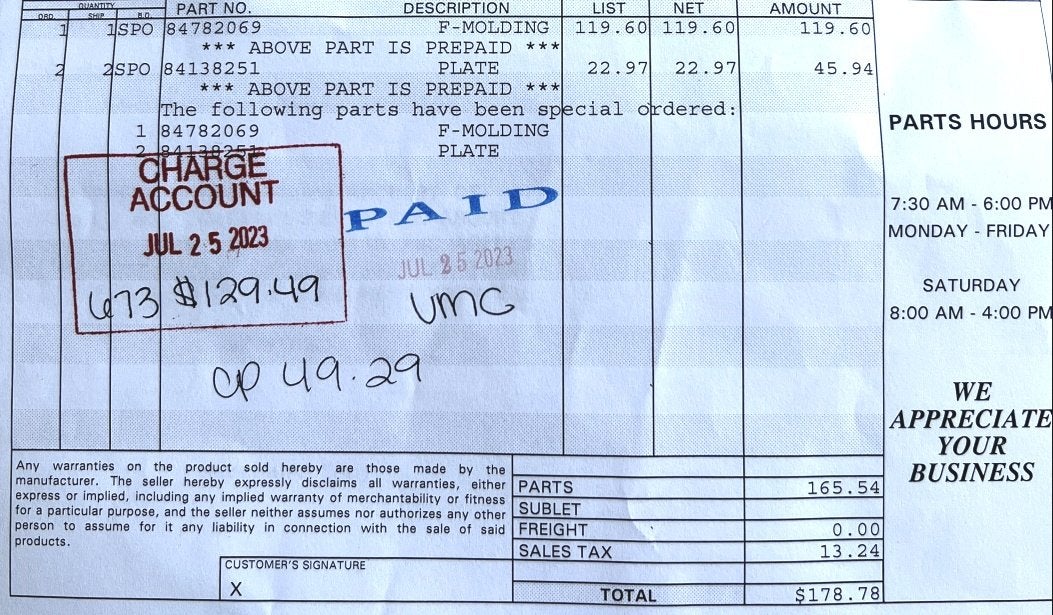 QUANTITY
ORD. SHIP B.O. PART NO. DESCRIPTION LIST NET AMOUNT
1 1 SPO 84782069 F-MOLDING 119.60 119.60 119.60
*** ABOVE PART IS PREPAID ***
2 2 SPO 84138251 PLATE 22.97 22.97 45.94
*** ABOVE PART IS PREPAID ***
The following parts have been special ordered:
1 84782069 F-MOLDING
2 84138251 PLATE
CHARGE
ACCOUNT
JUL 25 2023
673 $129.49
PAID
JUL 25 2023
VMG
cp 49.29
PARTS HOURS
7:30 AM - 6:00 PM
MONDAY - FRIDAY
SATURDAY
8:00 AM - 4:00 PM
WE
APPRECIATE
YOUR
BUSINESS
Any warranties on the product sold hereby are those made by the
manufacturer. The seller hereby expressly disclaims all warranties, either
express or implied, including any implied warranty of merchantability or fitness
for a particular purpose, and the seller neither assumes nor authorizes any other
person to assume for it any liability in connection with the sale of said
products.
CUSTOMER'S SIGNATURE
X
PARTS 165.54
SUBLET
FREIGHT 0.00
SALES TAX 13.24
TOTAL $178.78